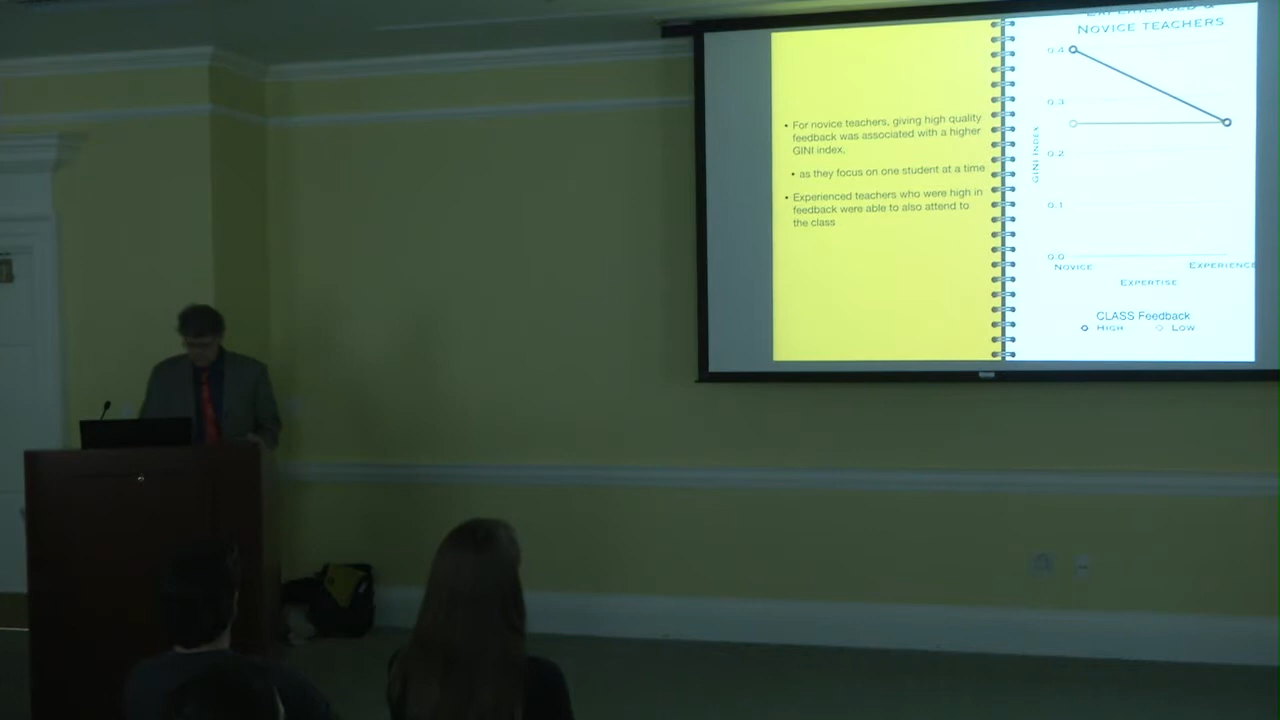 • For novice teachers, giving high quality
feedback was associated with a higher
GINI index,
• as they focus on one student at a time
• Experienced teachers who were high in
feedback were able to also attend to
the class
NOVICE TEACHERS
0.4
0.3
0.2
0.1
0.0
GINI INDEX
NOVICE
EXPERIENCE
EXPERTISE
CLASS Feedback
HIGH
LOW